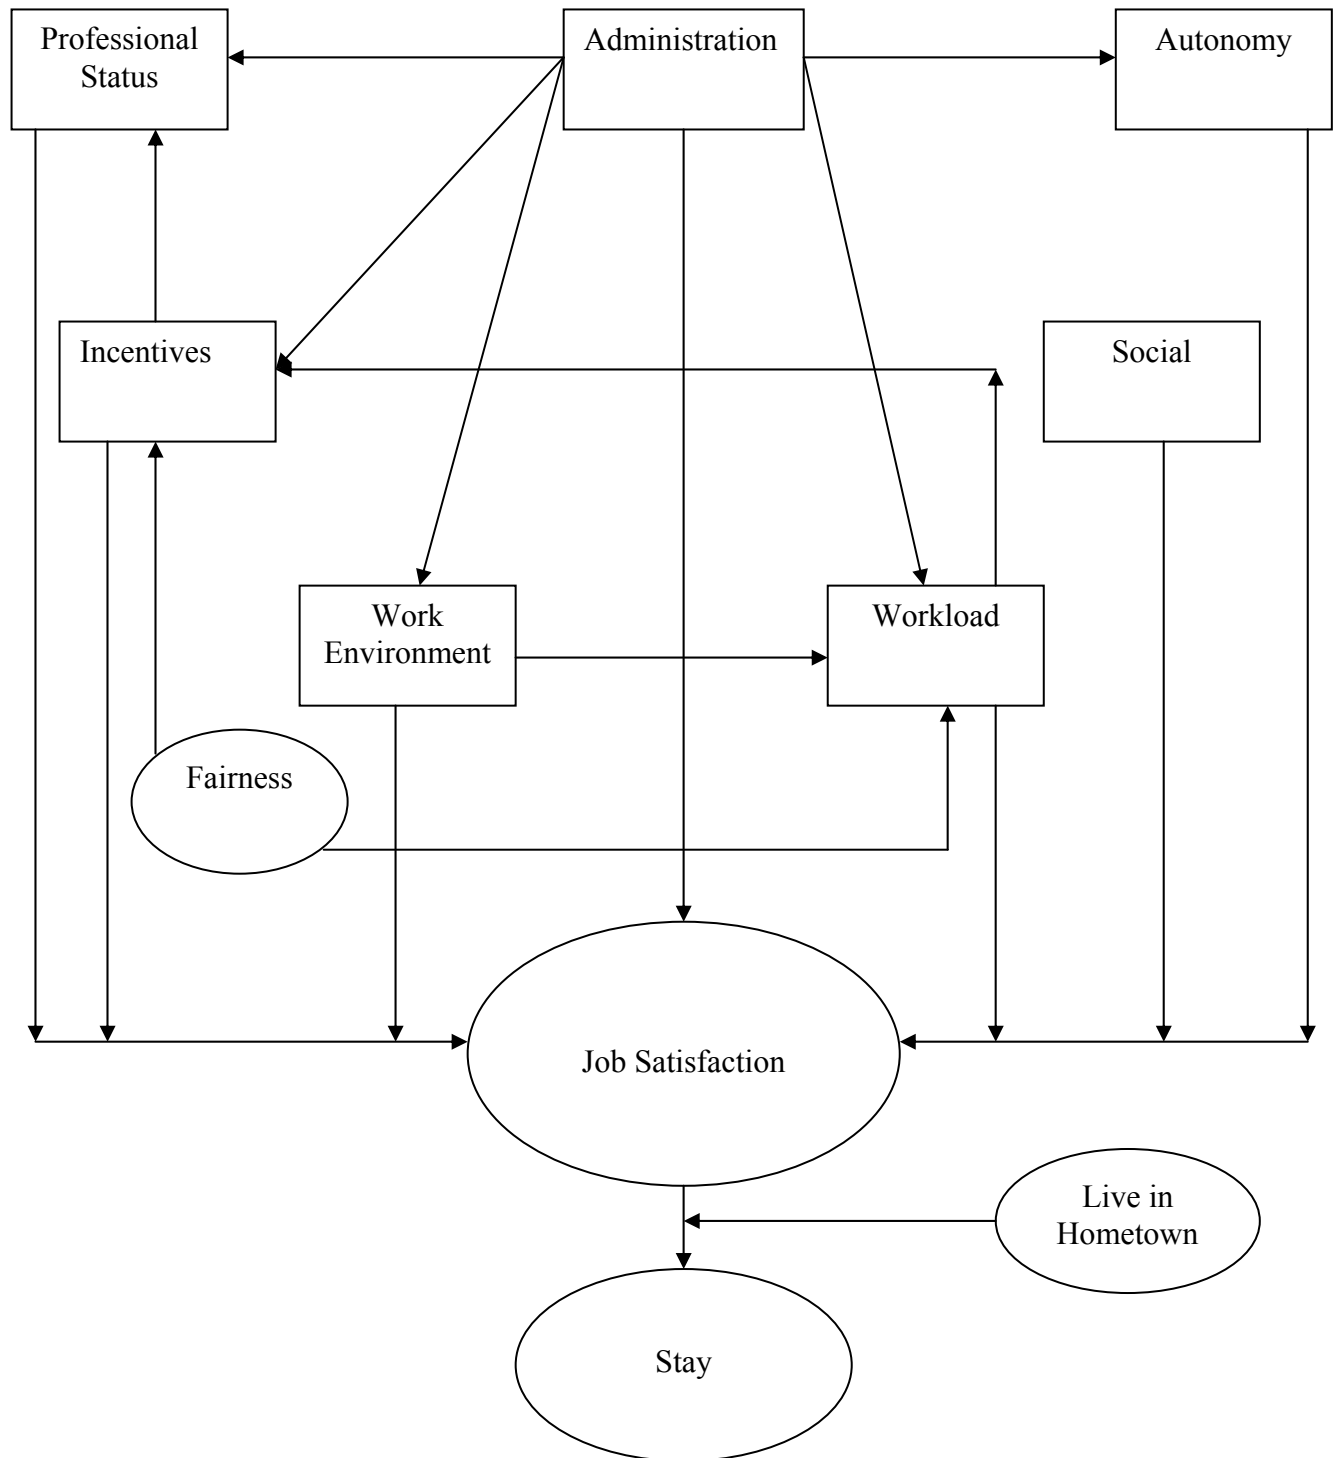 Professional
Status
Administration
Autonomy
Incentives
Social
Work
Environment
Workload
Fairness
Job Satisfaction
Live in
Hometown
Stay